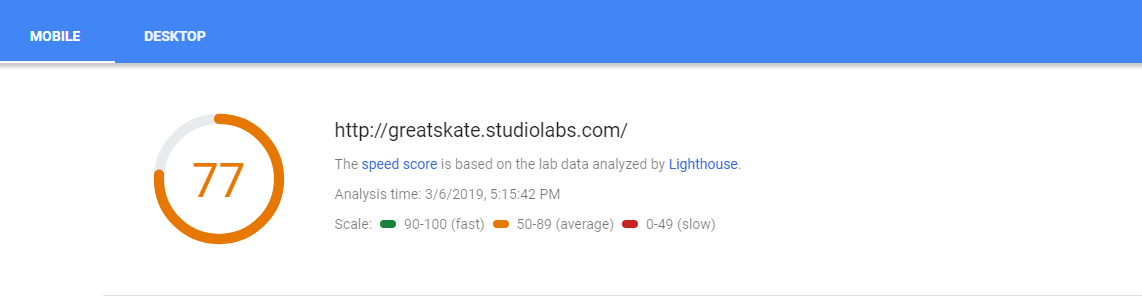 MOBILE DESKTOP
77
http://greatskate.studiolabs.com/
The speed score is based on the lab data analyzed by Lighthouse.
Analysis time: 3/6/2019, 5:15:42 PM
Scale: 90-100 (fast) 50-89 (average) 0-49 (slow)